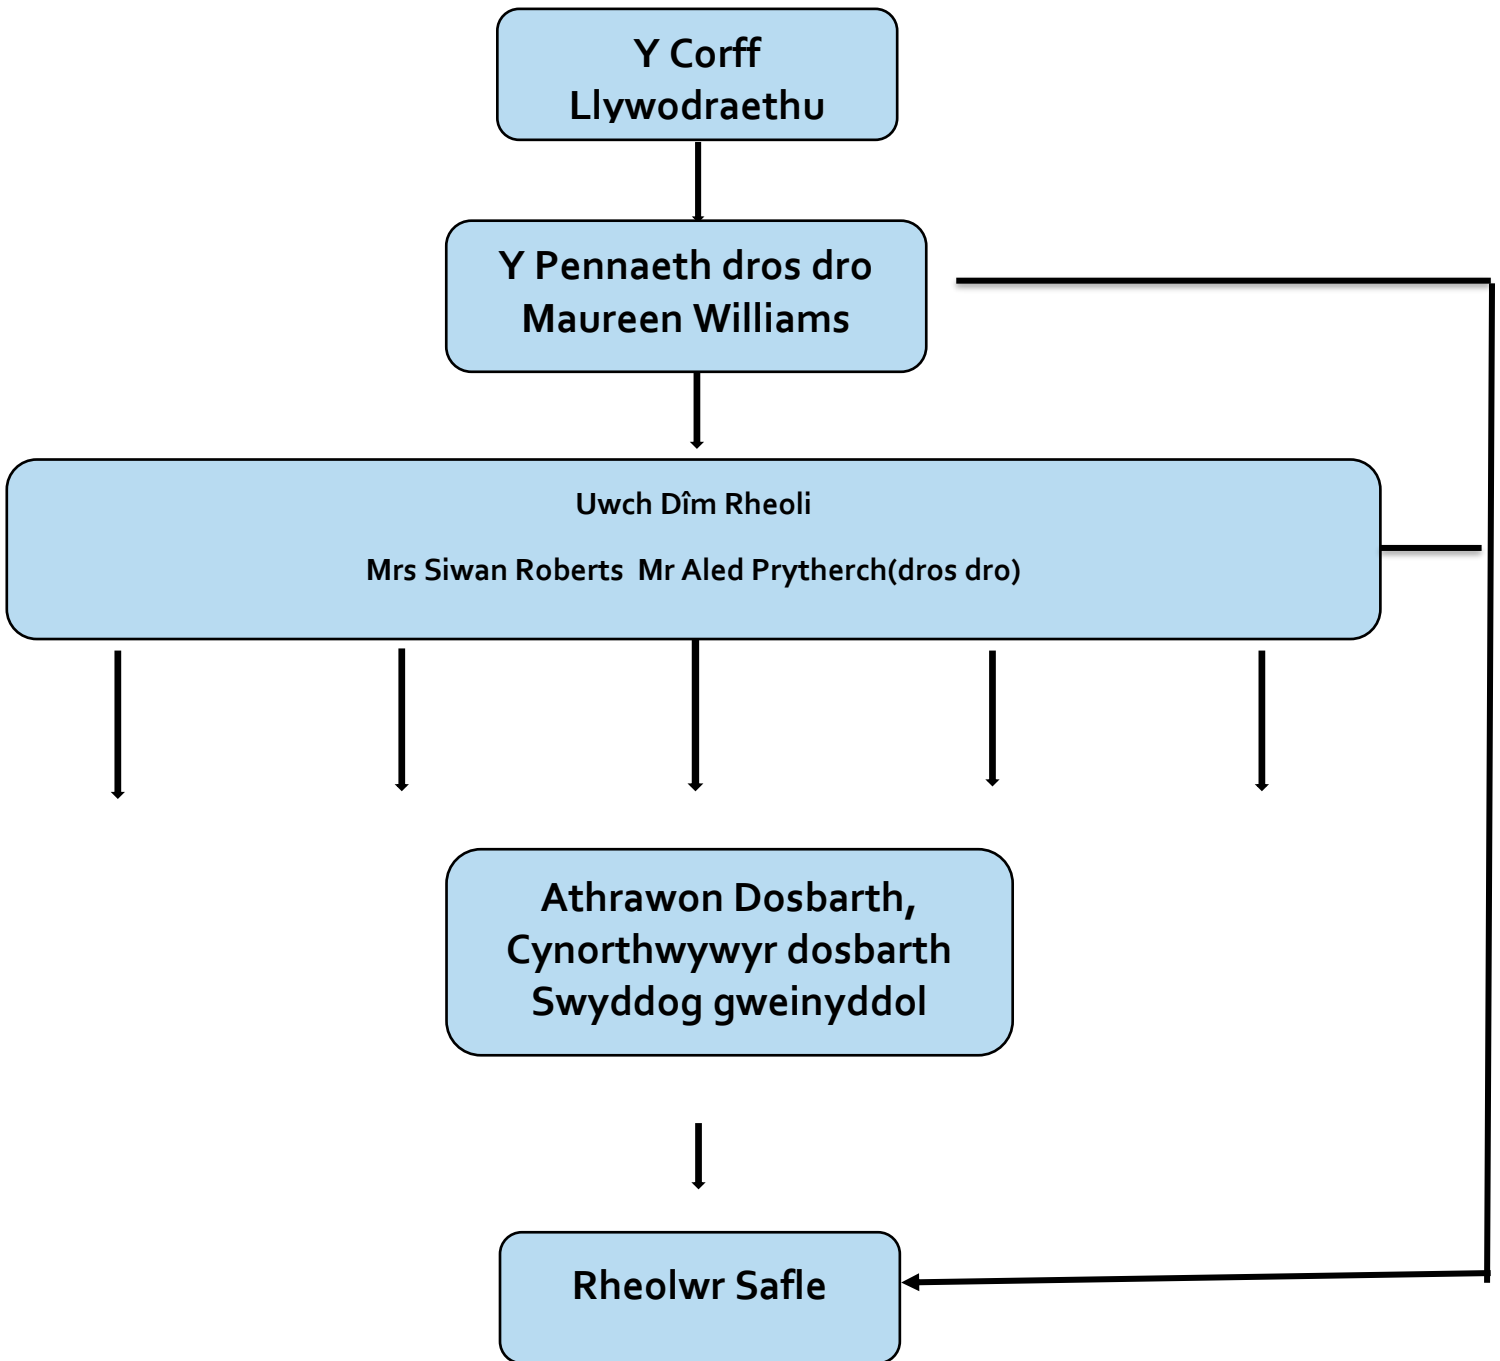 Y Corff
Llywodraethu
Y Pennaeth dros dro
Maureen Williams
Uwch Dîm Rheoli
Mrs Siwan Roberts  Mr Aled Prytherch(dros dro)
Athrawon Dosbarth,
Cynorthwywyr dosbarth
Swyddog gweinyddol
Rheolwr Safle